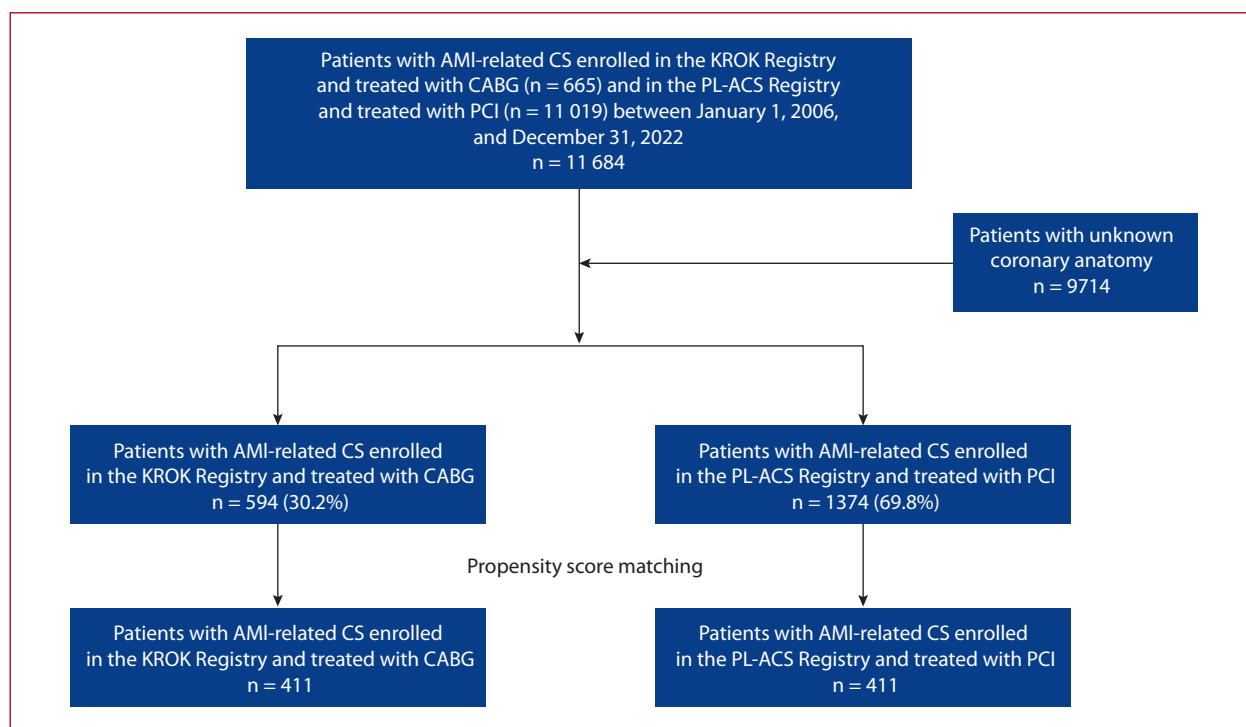 Patients with AMI-related CS enrolled in the KROK Registry
and treated with CABG (n = 665) and in the PL-ACS Registry
and treated with PCI (n = 11 019) between January 1, 2006,
and December 31, 2022
n = 11 684
Patients with unknown
coronary anatomy
n = 9714
Patients with AMI-related CS enrolled
in the KROK Registry and treated with CABG
n = 594 (30.2%)
Patients with AMI-related CS enrolled
in the PL-ACS Registry and treated with PCI
n = 1374 (69.8%)
Propensity score matching
Patients with AMI-related CS enrolled
in the KROK Registry and treated with CABG
n = 411
Patients with AMI-related CS enrolled
in the PL-ACS Registry and treated with PCI
n = 411